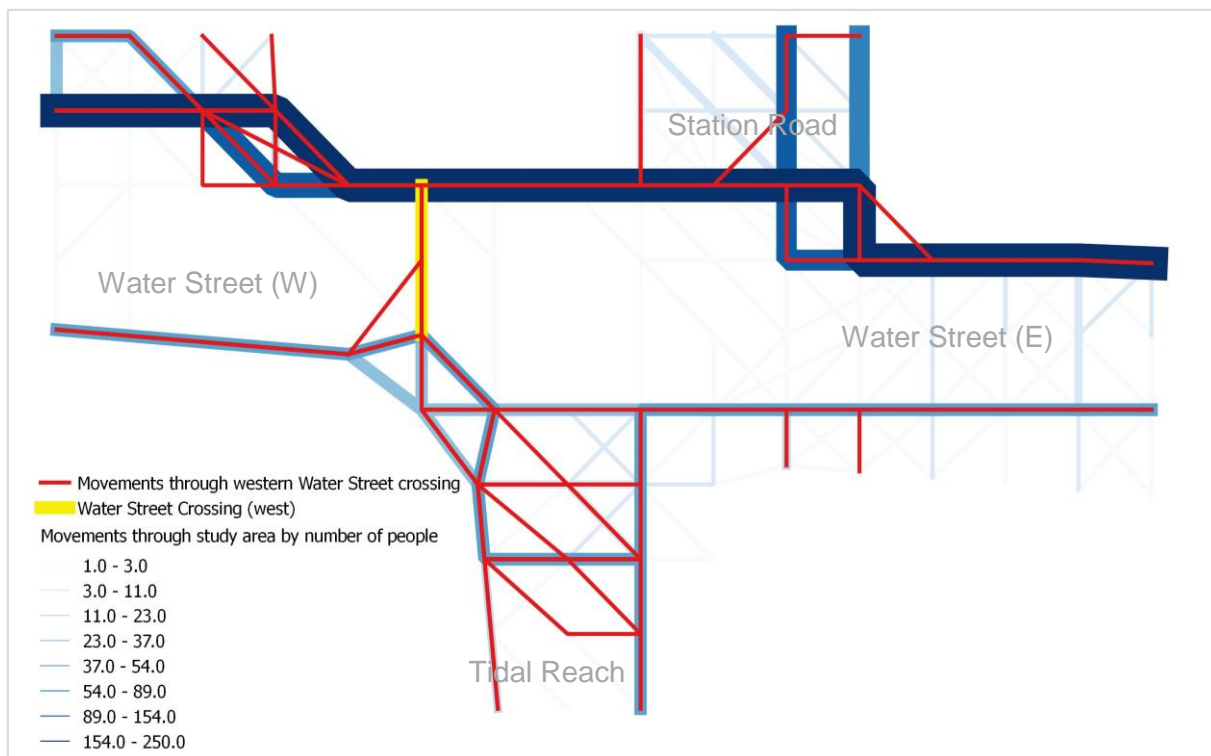 Station Road
Water Street (W)
Water Street (E)
Movements through western Water Street crossing
Water Street Crossing (west)
Movements through study area by number of people
1.0 - 3.0
3.0 - 11.0
11.0 - 23.0
23.0 - 37.0
37.0 - 54.0
54.0 - 89.0
89.0 - 154.0
154.0 - 250.0
Tidal Reach